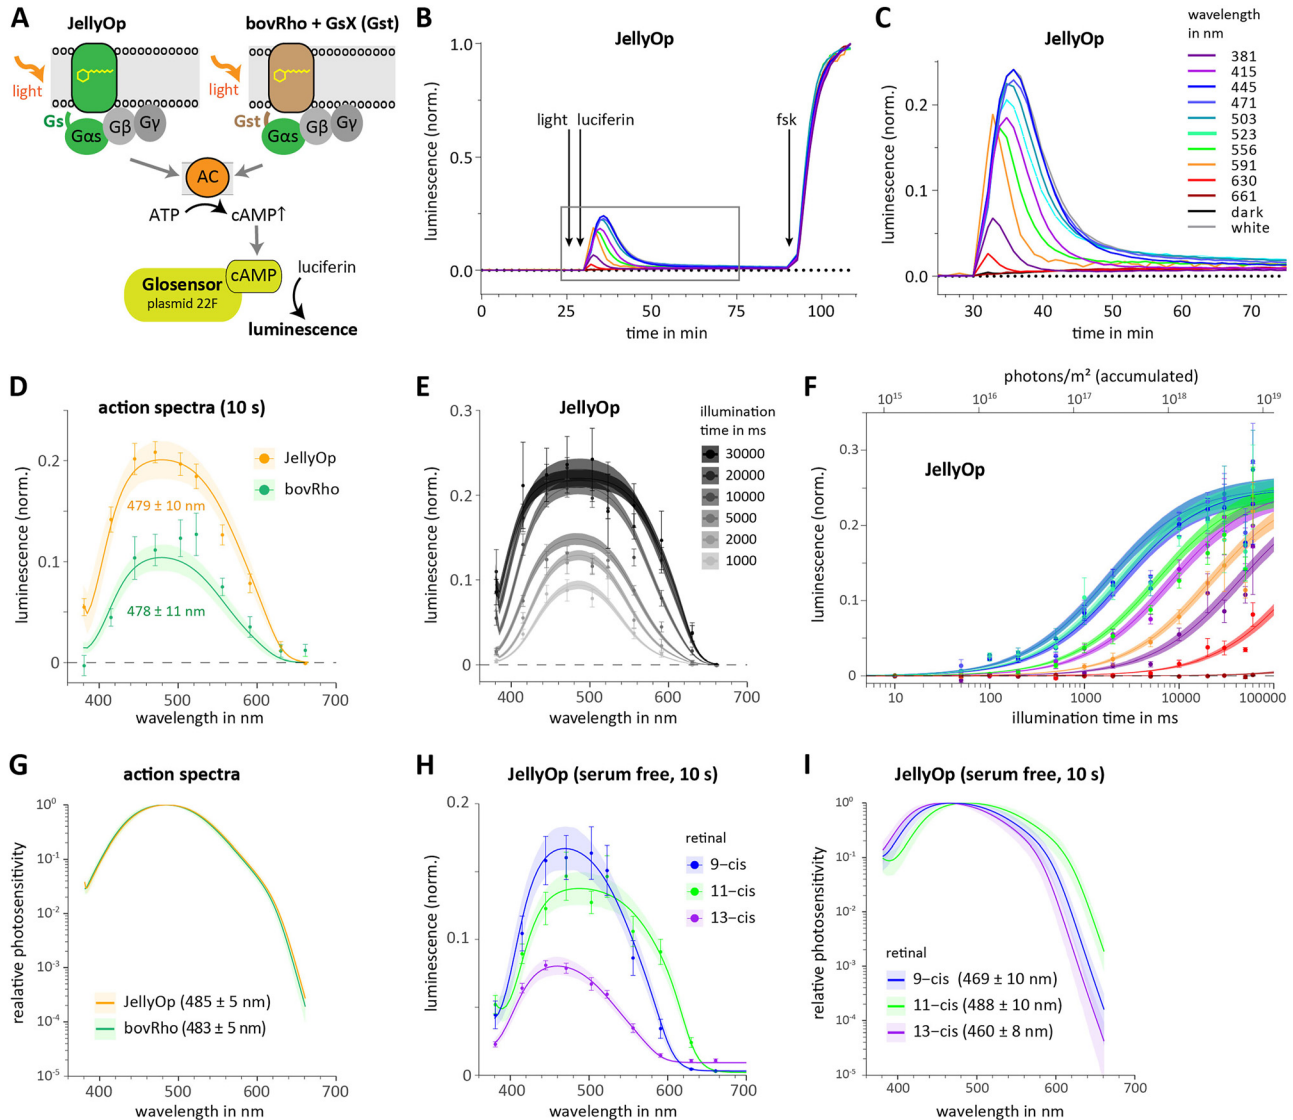 A
JellyOp
bovRho + GsX (Gst)
light
light
Gs
Gαs
Gβ
Gγ
Gst
Gαs
Gβ
Gγ
AC
ATP
cAMP↑
cAMP
luciferin
Glosensor
plasmid 22F
luminescence
B
JellyOp
luminescence (norm.)
1.0
0.5
0.0
light
luciferin
fsk
0
25
50
75
100
time in min
C
JellyOp
luminescence (norm.)
0.2
0.1
0.0
30
40
50
60
70
time in min
wavelength
in nm
381
415
445
471
503
523
556
591
630
661
dark
white
D
action spectra (10 s)
luminescence (norm.)
0.2
0.1
0
JellyOp
bovRho
479 ± 10 nm
478 ± 11 nm
400
500
600
700
wavelength in nm
E
JellyOp
luminescence (norm.)
0.3
0.2
0.1
0
illumination
time in ms
30000
20000
10000
5000
2000
1000
400
500
600
700
wavelength in nm
F
photons/m² (accumulated)
10¹⁵
10¹⁶
10¹⁷
10¹⁸
10¹⁹
JellyOp
luminescence (norm.)
0.3
0.2
0.1
0
10
100
1000
10000
100000
illumination time in ms
G
action spectra
realative photosensitivity
10⁰
10⁻¹
10⁻²
10⁻³
10⁻⁴
10⁻⁵
JellyOp (485 ± 5 nm)
bovRho (483 ± 5 nm)
400
500
600
700
wavelength in nm
H
JellyOp (serum free, 10 s)
luminescence (norm.)
0.2
0.1
0
retinal
9−cis
11−cis
13−cis
400
500
600
700
wavelength in nm
I
JellyOp (serum free, 10 s)
relative photosensitivity
10⁰
10⁻¹
10⁻²
10⁻³
10⁻⁴
10⁻⁵
retinal
9−cis (469 ± 10 nm)
11−cis (488 ± 10 nm)
13−cis (460 ± 8 nm)
400
500
600
700
wavelength in nm